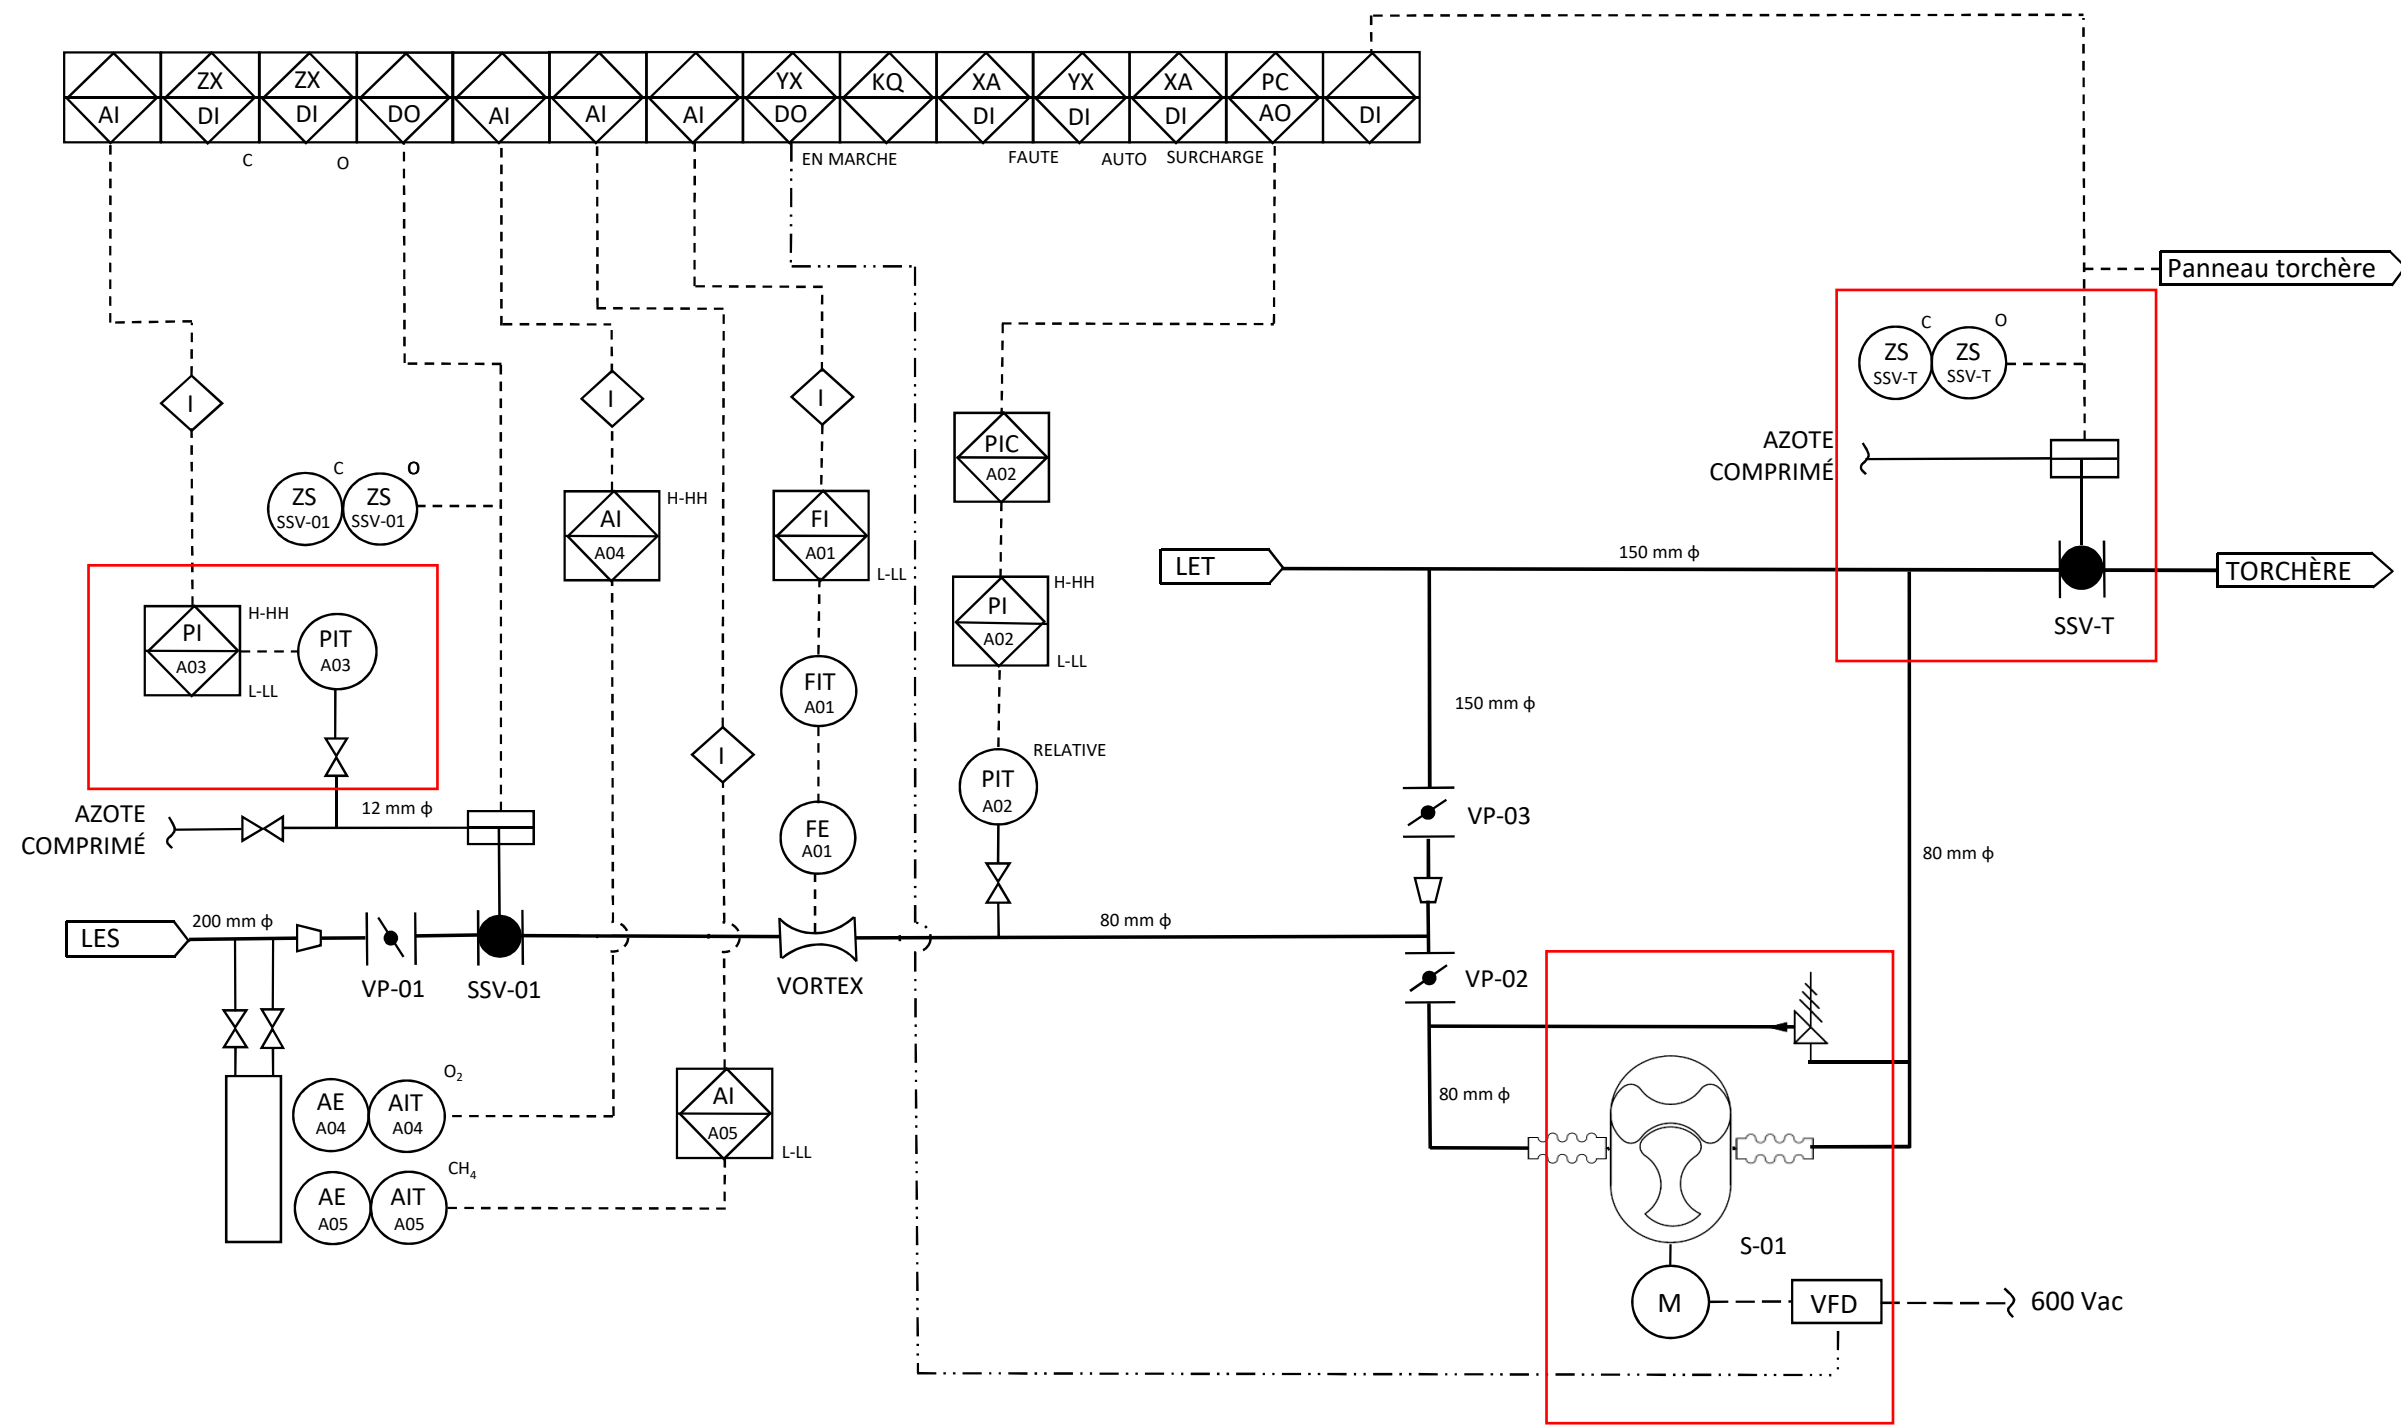 ZX
ZX
YX
KQ
XA
YX
XA
PC
AI
DI
DI
DO
AI
AI
AI
DO
DI
DI
DI
AO
DI
C
O
EN MARCHE
FAUTE
AUTO
SURCHARGE
Panneau torchère
C
O
ZS
SSV-T
ZS
SSV-T
I
I
I
AZOTE
COMPRIMÉ
PIC
A02
C
O
ZS
SSV-01
ZS
SSV-01
AI
A04
H-HH
FI
A01
L-LL
LET
150 mm ϕ
TORCHÈRE
SSV-T
PI
A02
H-HH
L-LL
PI
A03
H-HH
L-LL
PIT
A03
FIT
A01
150 mm ϕ
I
RELATIVE
PIT
A02
AZOTE
COMPRIMÉ
12 mm ϕ
FE
A01
VP-03
80 mm ϕ
LES
200 mm ϕ
VP-01
SSV-01
VORTEX
80 mm ϕ
VP-02
80 mm ϕ
AE
A04
AIT
A04
O2
AI
A05
L-LL
AE
A05
AIT
A05
CH4
S-01
M
VFD
600 Vac